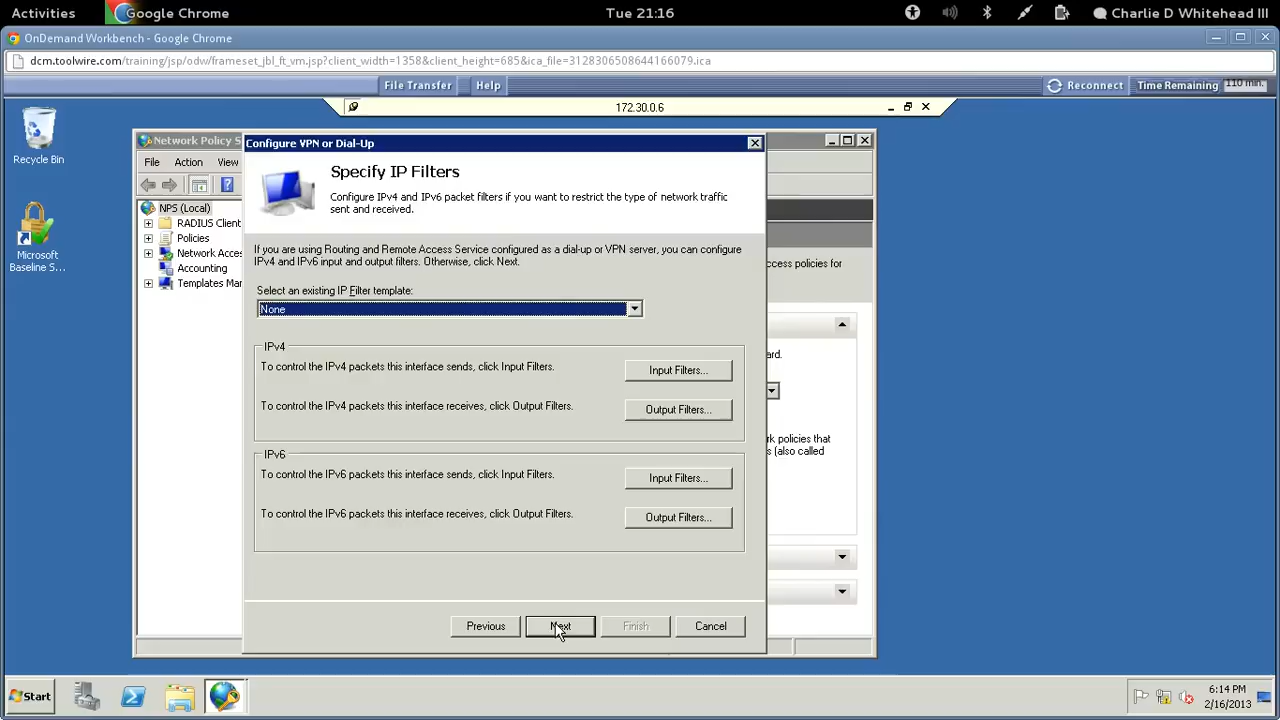 Activities
Google Chrome
Tue 21:16
Charlie D Whitehead III
OnDemand Workbench - Google Chrome
dcm.toolwire.com/training/jsp/odw/frameset_jbl_ft_vm.jsp?client_width=1358&client_height=685&ica_file=3128306508644166079.ica
File Transfer
Help
Reconnect
Time Remaining
110 min.
172.30.0.6
Recycle Bin
Microsoft
Baseline S...
Network Policy S
File
Action
View
NPS (Local)
RADIUS Client
Policies
Network Acces
Accounting
Templates Mar
Configure VPN or Dial-Up
Specify IP Filters
Configure IPv4 and IPv6 packet filters if you want to restrict the type of network traffic
sent and received.
If you are using Routing and Remote Access Service configured as a dial-up or VPN server, you can configure
IPv4 and IPv6 input and output filters. Otherwise, click Next.
Select an existing IP Filter template:
None
IPv4
To control the IPv4 packets this interface sends, click Input Filters.
Input Filters...
To control the IPv4 packets this interface receives, click Output Filters.
Output Filters...
IPv6
To control the IPv6 packets this interface sends, click Input Filters.
Input Filters...
To control the IPv6 packets this interface receives, click Output Filters.
Output Filters...
Previous
Next
Finish
Cancel
ccess policies for
ard.
rk policies that
s (also called
Start
6:14 PM
2/16/2013